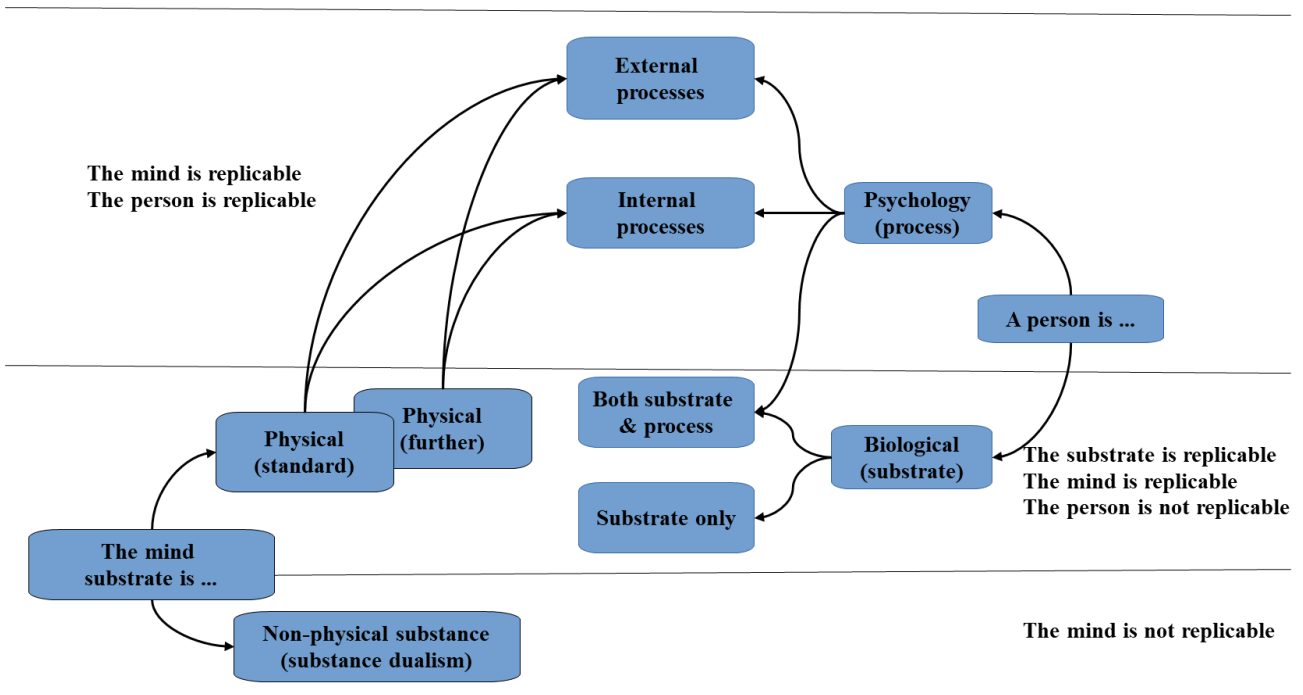 External
processes
The mind is replicable
The person is replicable
Internal
processes
Psychology
(process)
A person is ...
Both substrate
& process
Physical
(further)
Physical
(standard)
Biological
(substrate)
The substrate is replicable
The mind is replicable
The person is not replicable
Substrate only
The mind
substrate is ...
Non-physical substance
(substance dualism)
The mind is not replicable